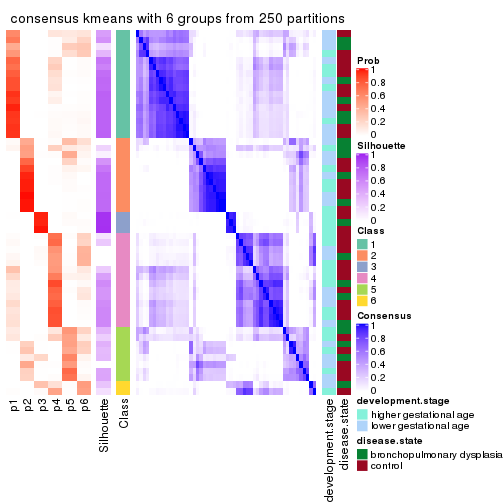 consensus kmeans with 6 groups from 250 partitions
Prob
1
0.8
0.6
0.4
0.2
0
Silhouette
1
0.8
0.6
0.4
0.2
0
Class
1
2
3
4
5
6
Consensus
1
0.8
0.6
0.4
0.2
0
development.stage
higher gestational age
lower gestational age
disease.state
bronchopulmonary dysplasia
control
p1
p2
p3
p4
p5
p6
Silhouette
Class
development.stage
disease.state